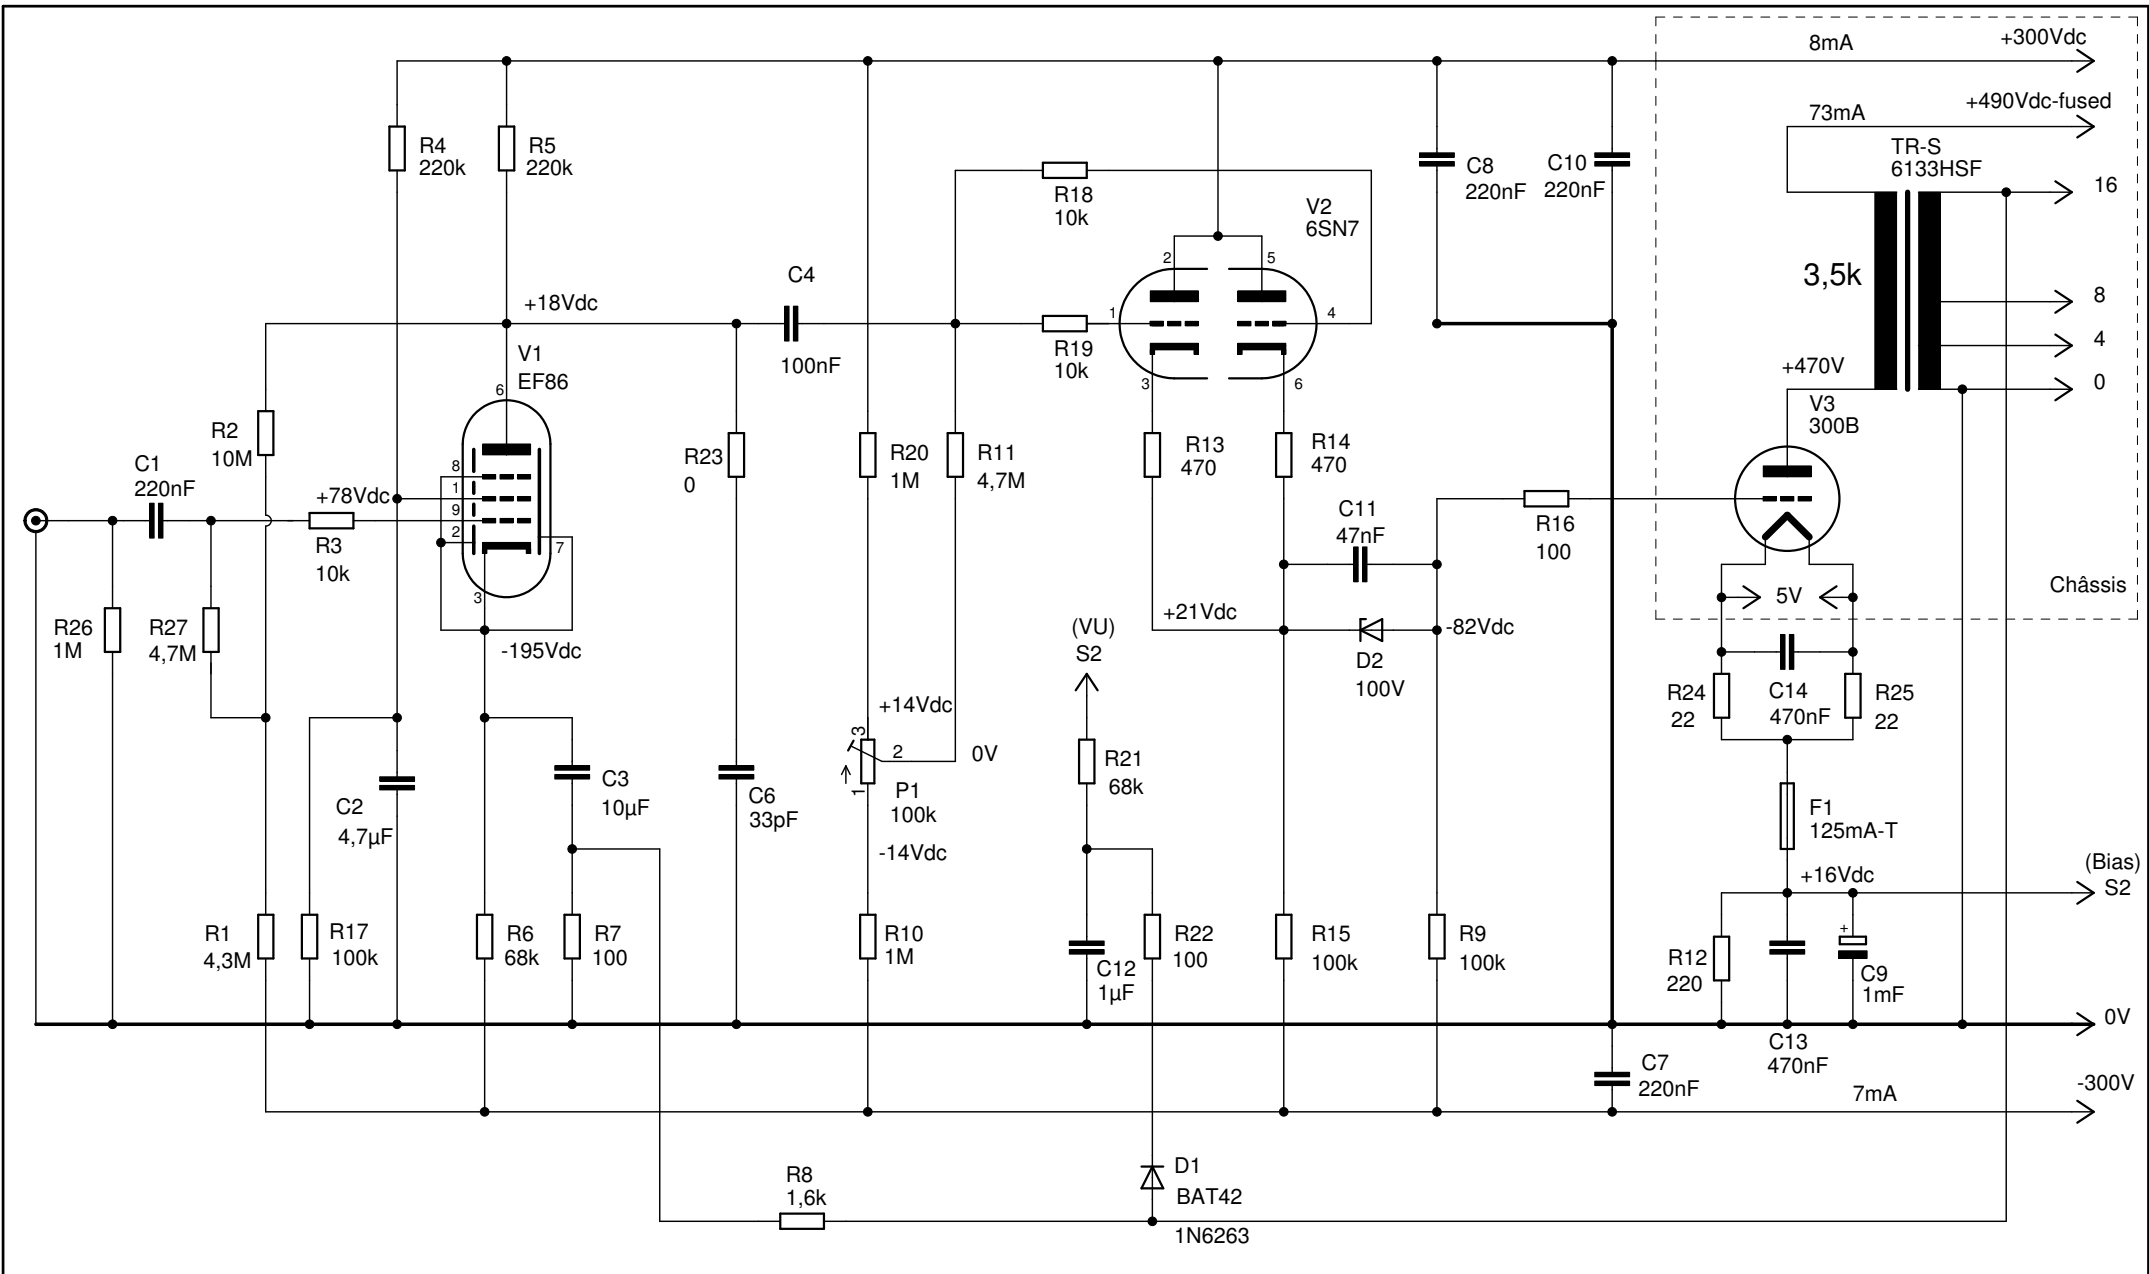 8mA
+300Vdc
73mA
+490Vdc-fused
TR-S
6133HSF
16
3,5k
8
4
0
+470V
V3
300B
Châssis
5V
R4
220k
R5
220k
R18
10k
V2
6SN7
C8
220nF
C10
220nF
2
5
1
4
3
6
R19
10k
C4
100nF
+18Vdc
V1
EF86
6
8
1
9
2
7
3
R2
10M
C1
220nF
+78Vdc
R3
10k
R23
0
R20
1M
R11
4,7M
R13
470
R14
470
C11
47nF
R16
100
R26
1M
R27
4,7M
-195Vdc
+21Vdc
-82Vdc
D2
100V
(VU)
S2
R24
22
C14
470nF
R25
22
+14Vdc
3
2
1
0V
P1
100k
-14Vdc
R21
68k
C2
4,7µF
C3
10µF
C6
33pF
F1
125mA-T
+16Vdc
(Bias)
S2
R1
4,3M
R17
100k
R6
68k
R7
100
R10
1M
C12
1µF
R22
100
R15
100k
R9
100k
R12
220
+
C9
1mF
0V
C13
470nF
C7
220nF
-300V
7mA
R8
1,6k
D1
BAT42
1N6263